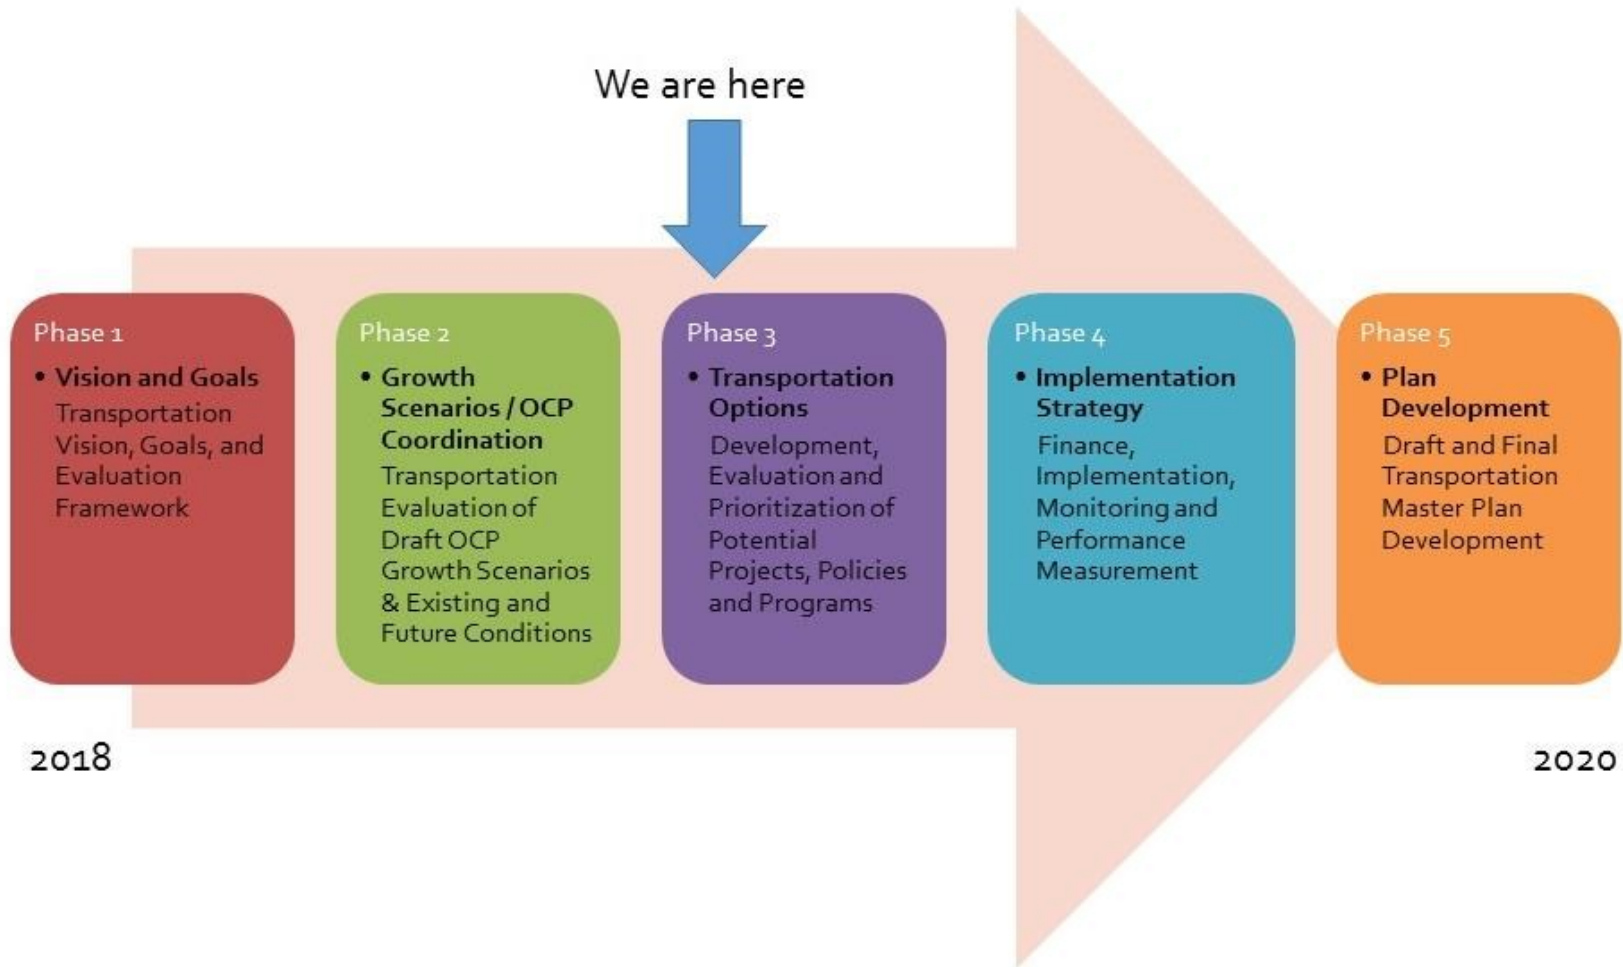 We are here
Phase 1
• Vision and Goals
Transportation
Vision, Goals, and
Evaluation
Framework
Phase 2
• Growth
Scenarios / OCP
Coordination
Transportation
Evaluation of
Draft OCP
Growth Scenarios
& Existing and
Future Conditions
Phase 3
• Transportation
Options
Development,
Evaluation and
Prioritization of
Potential
Projects, Policies
and Programs
Phase 4
• Implementation
Strategy
Finance,
Implementation,
Monitoring and
Performance
Measurement
Phase 5
• Plan
Development
Draft and Final
Transportation
Master Plan
Development
2018
2020